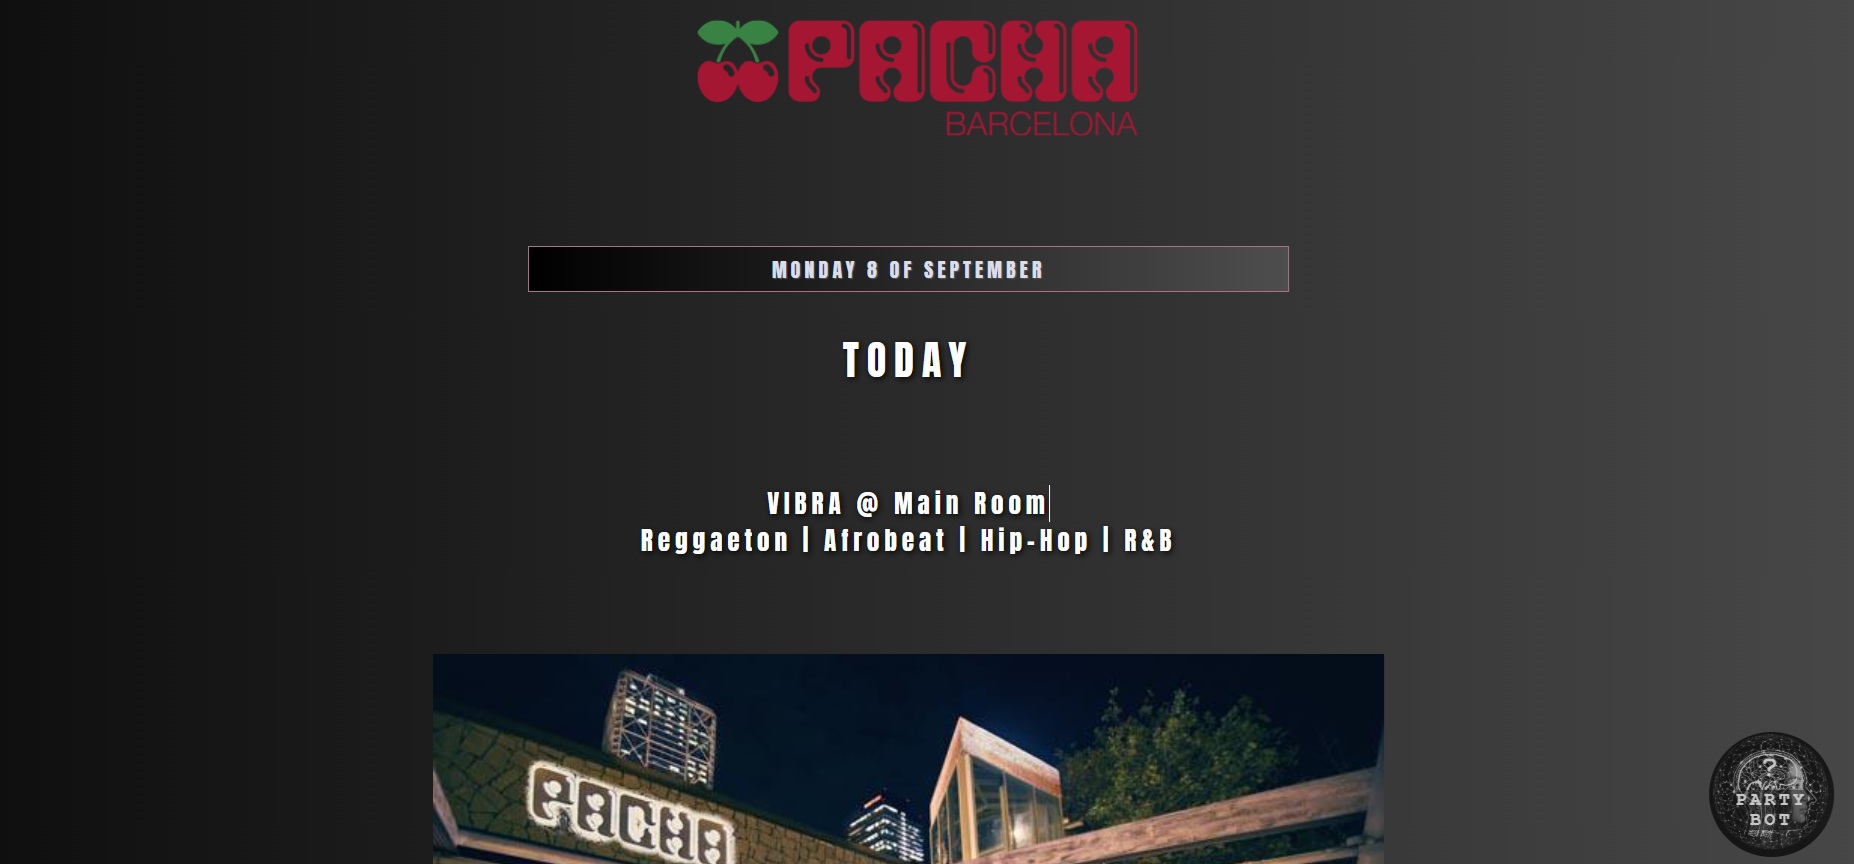 PACHA
BARCELONA
MONDAY 8 OF SEPTEMBER
TODAY
VIBRA @ Main Room
Reggaeton | Afrobeat | Hip-Hop | R&B
PACHA
?
PARTY
BOT